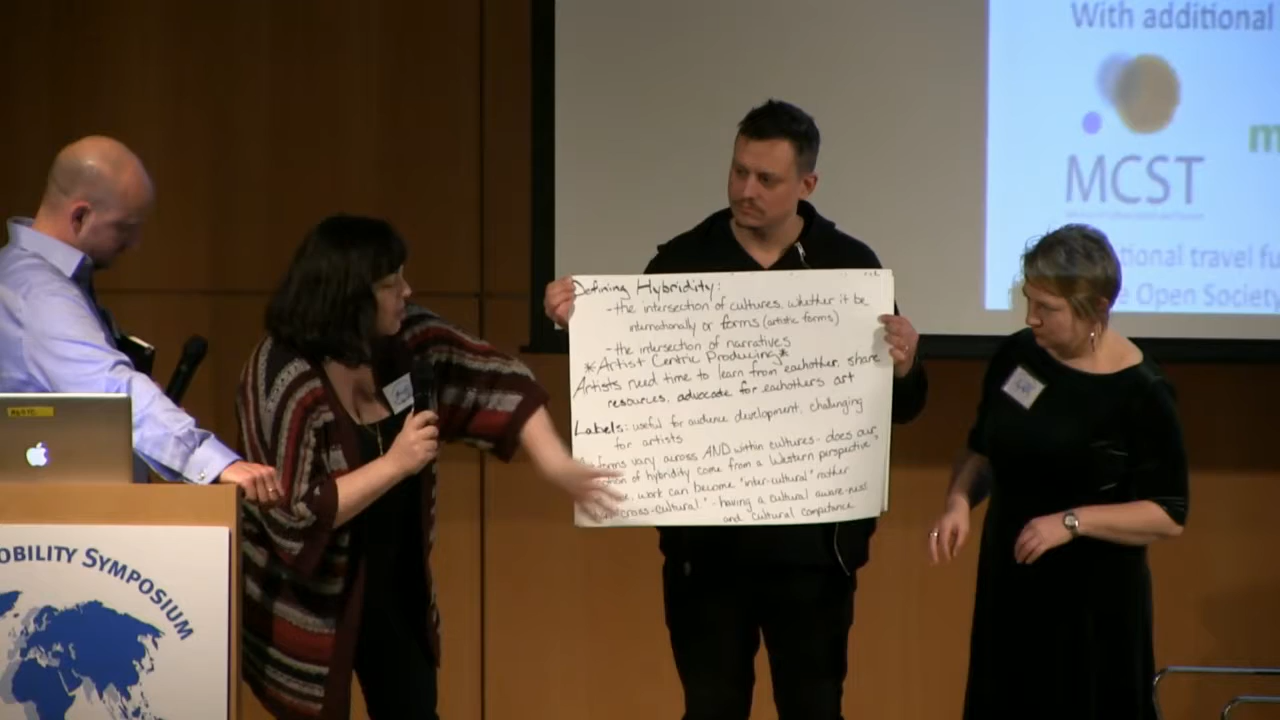 With additional
MCST
tional travel fu
Open Society
Defining Hybridity:
-the intersection of cultures, whether it be
internationally or forms (artistic forms)
-the intersection of narratives
*Artist Centric Producing*
Artists need time to learn from eachother, share
resources, advocate for eachothers art
Labels: useful for audience development, challenging
for artists
forms vary across AND within cultures - does our
of hybridity come from a Western perspective?
work can become "inter-cultural" rather
"cross-cultural" - having a cultural aware-ness
and cultural competance
OBILITY SYMPOSIUM